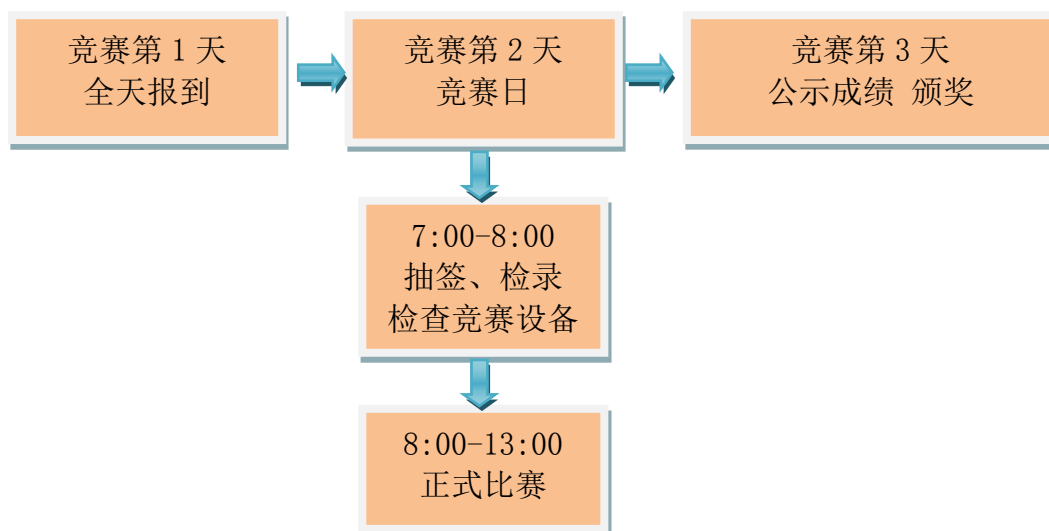 竞赛第 1 天
全天报到
竞赛第 2 天
竞赛日
竞赛第 3 天
公示成绩 颁奖
7:00-8:00
抽签、检录
检查竞赛设备
8:00-13:00
正式比赛